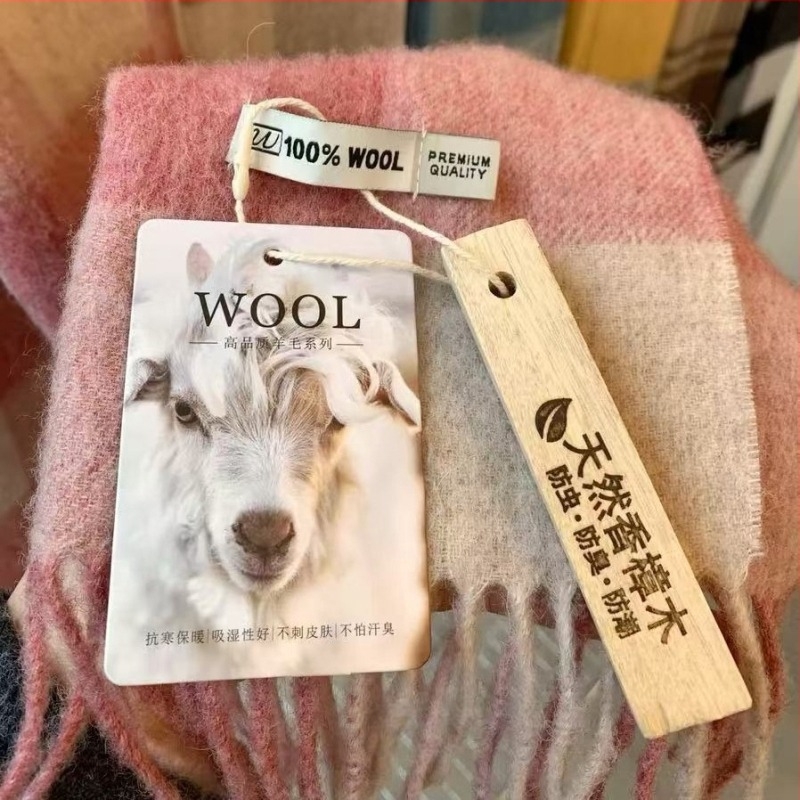 W 100% WOOL
PREMIUM
QUALITY
WOOL
高品质羊毛系列
抗寒保暖|吸湿性好|不刺皮肤|不怕汗臭
天然香樟木
防虫·防臭·防潮